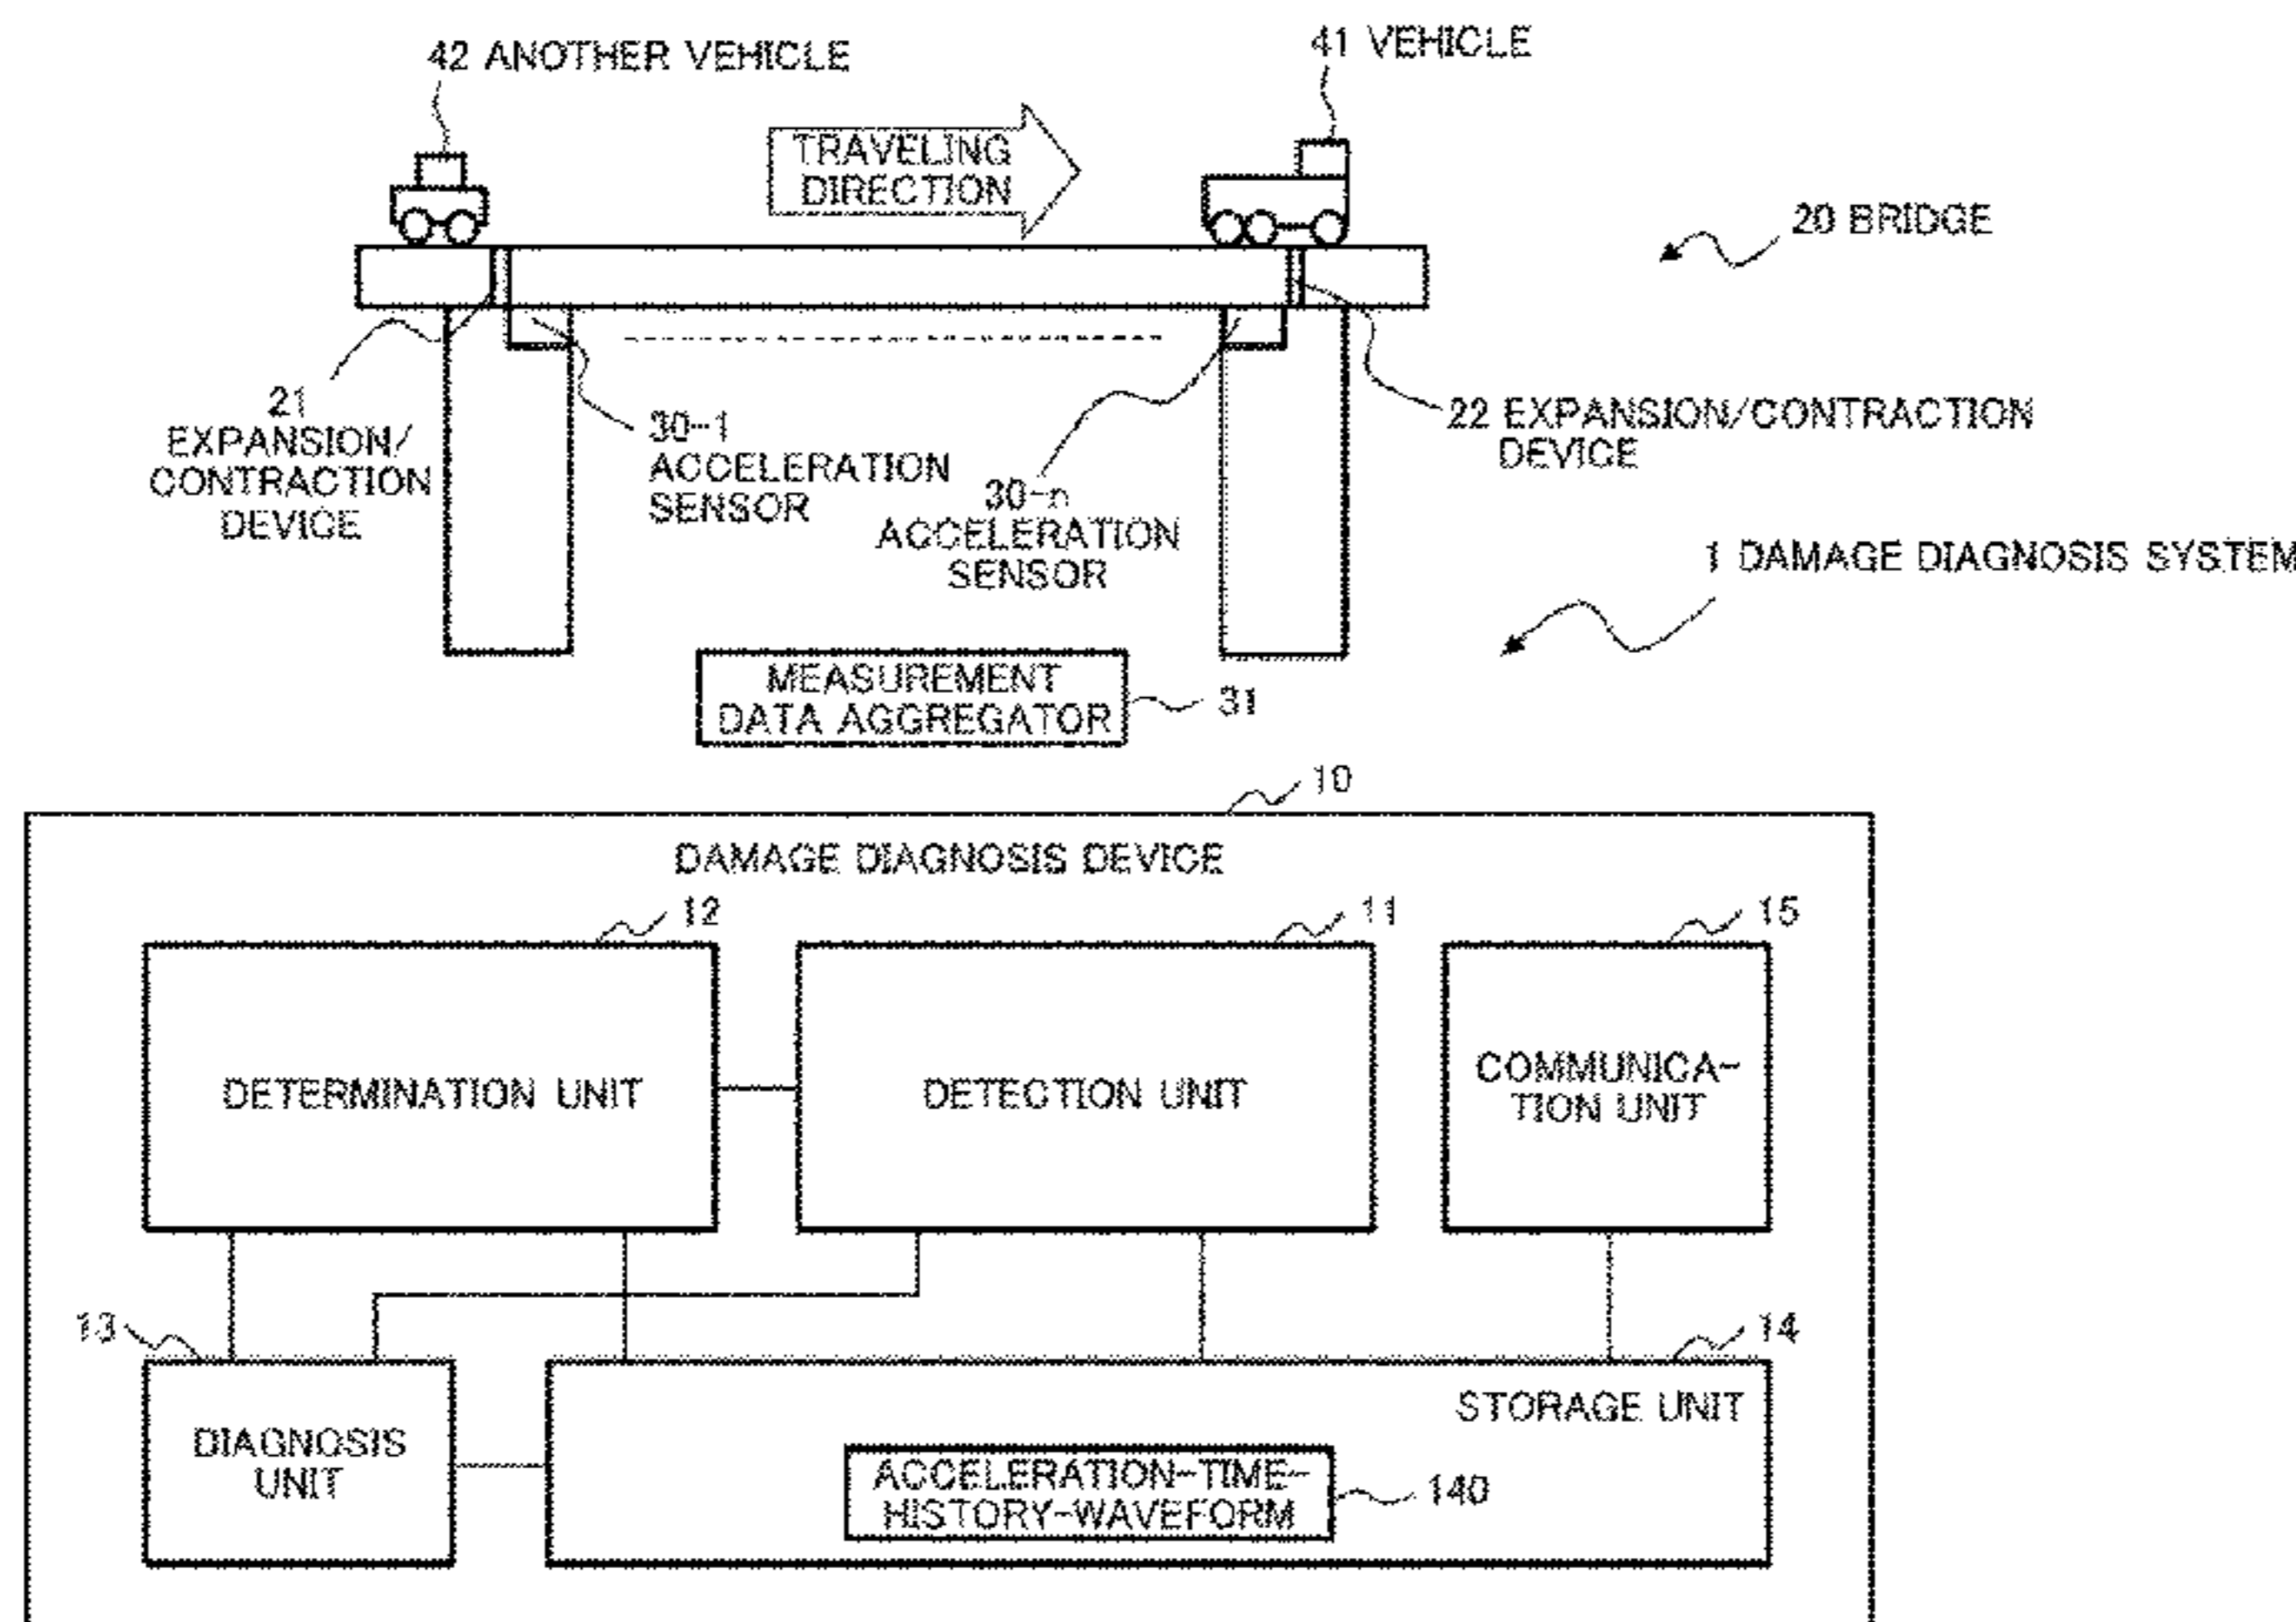 42 ANOTHER VEHICLE
41 VEHICLE
TRAVELING
DIRECTION
20 BRIDGE
21
EXPANSION/
CONTRACTION
DEVICE
30-1
ACCELERATION
SENSOR
30-n
ACCELERATION
SENSOR
22 EXPANSION/CONTRACTION
DEVICE
1 DAMAGE DIAGNOSIS SYSTEM
MEASUREMENT
DATA AGGREGATOR
31
10
DAMAGE DIAGNOSIS DEVICE
12
11
15
DETERMINATION UNIT
DETECTION UNIT
COMMUNICA-
TION UNIT
13
14
DIAGNOSIS
UNIT
STORAGE UNIT
ACCELERATION-TIME-
HISTORY-WAVEFORM
140